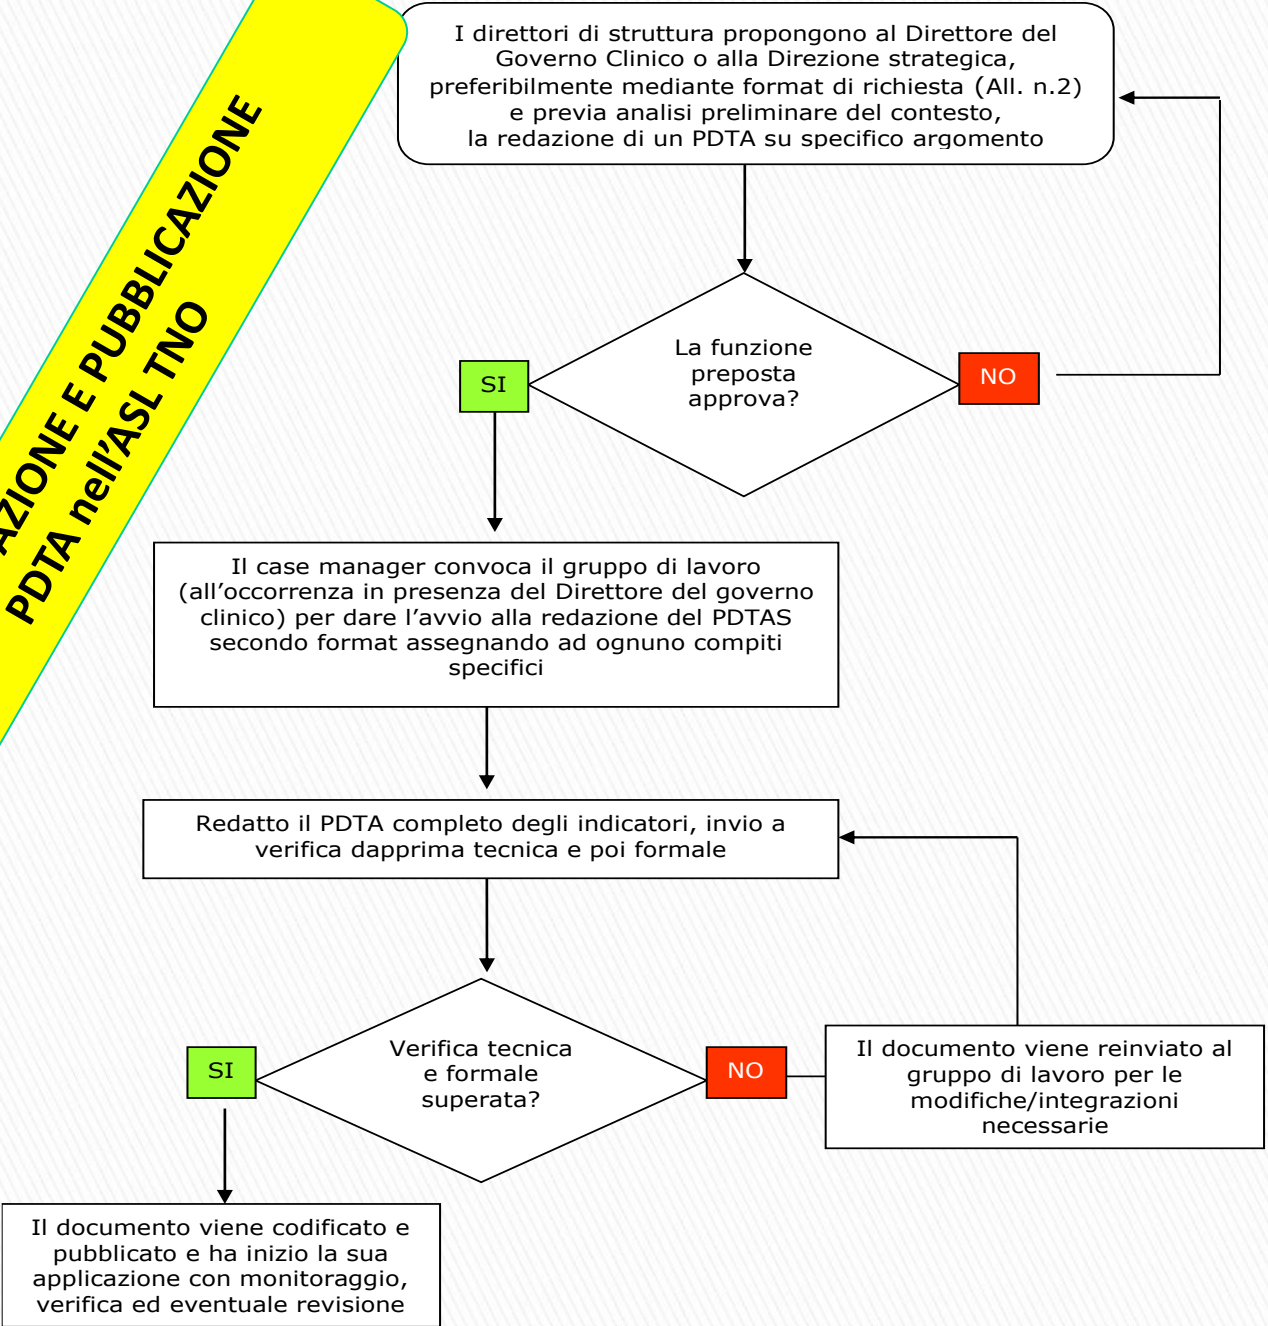 I direttori di struttura propongono al Direttore del
Governo Clinico o alla Direzione strategica,
preferibilmente mediante format di richiesta (All. n.2)
e previa analisi preliminare del contesto,
la redazione di un PDTA su specifico argomento
AZIONE E PUBBLICAZIONE
PDTA nell'ASL TNO
La funzione
preposta
approva?
SI
NO
Il case manager convoca il gruppo di lavoro
(all'occorrenza in presenza del Direttore del governo
clinico) per dare l'avvio alla redazione del PDTAS
secondo format assegnando ad ognuno compiti
specifici
Redatto il PDTA completo degli indicatori, invio a
verifica dapprima tecnica e poi formale
Verifica tecnica
e formale
superata?
SI
NO
Il documento viene reinviato al
gruppo di lavoro per le
modifiche/integrazioni
necessarie
Il documento viene codificato e
pubblicato e ha inizio la sua
applicazione con monitoraggio,
verifica ed eventuale revisione